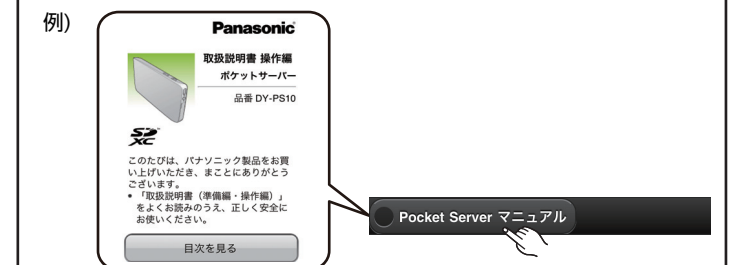 例)
Panasonic
取扱説明書 操作編
ポケットサーバー
品番 DY-PS10
SD
XC
このたびは、パナソニック製品をお買
い上げいただき、まことにありがとう
ございます。
• 「取扱説明書（準備編・操作編）」
をよくお読みのうえ、正しく安全に
お使いください。
目次を見る
Pocket Server マニュアル